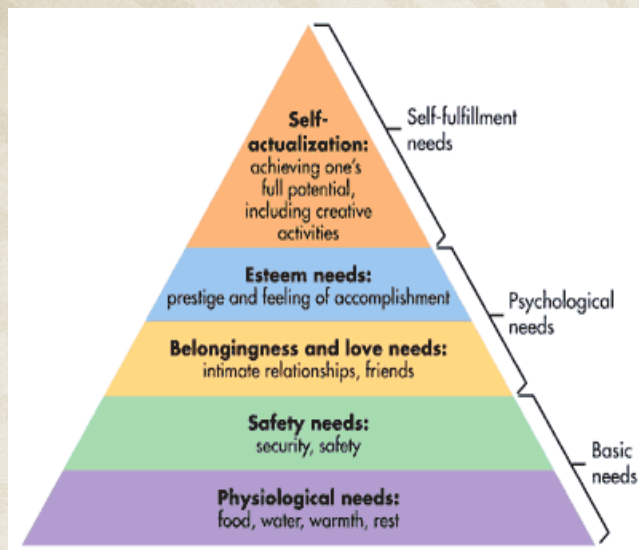 Self-
actualization:
achieving one's
full potential,
including creative
activities
Self-fulfillment
needs
Esteem needs:
prestige and feeling of accomplishment
Psychological
needs
Belongingness and love needs:
intimate relationships, friends
Safety needs:
security, safety
Basic
needs
Physiological needs:
food, water, warmth, rest